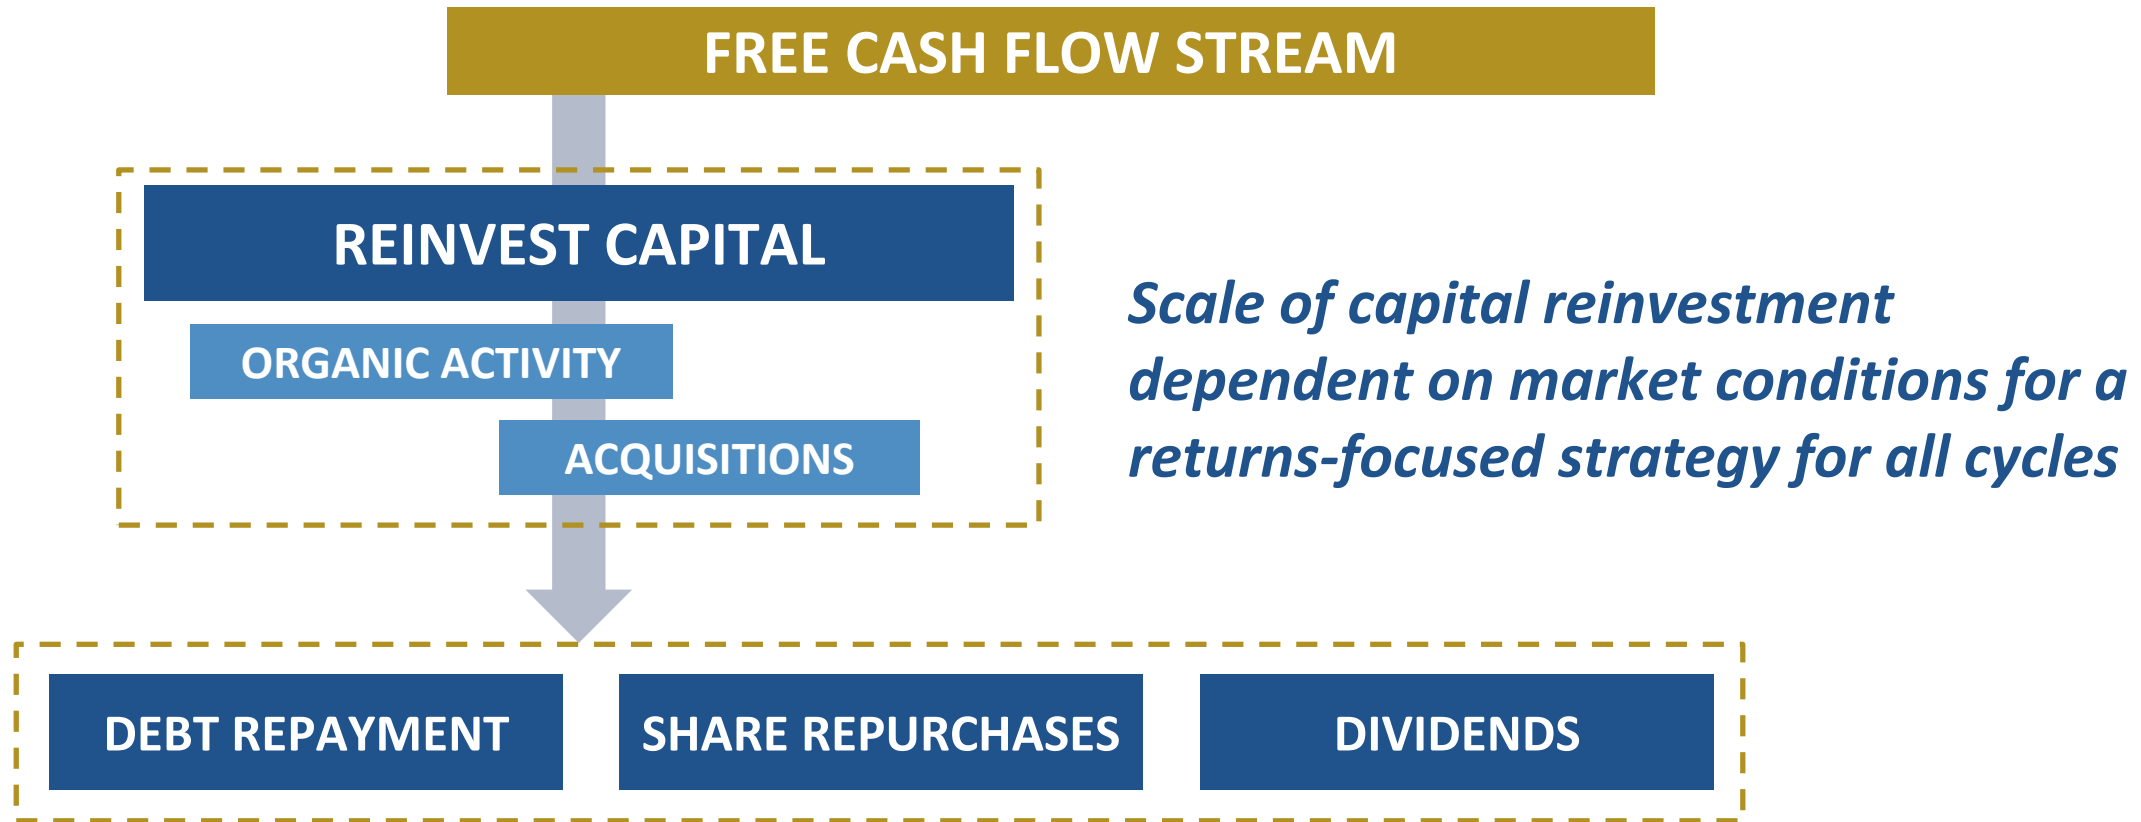 FREE CASH FLOW STREAM
REINVEST CAPITAL
ORGANIC ACTIVITY
ACQUISITIONS
Scale of capital reinvestment
dependent on market conditions for a
returns-focused strategy for all cycles
DEBT REPAYMENT
SHARE REPURCHASES
DIVIDENDS